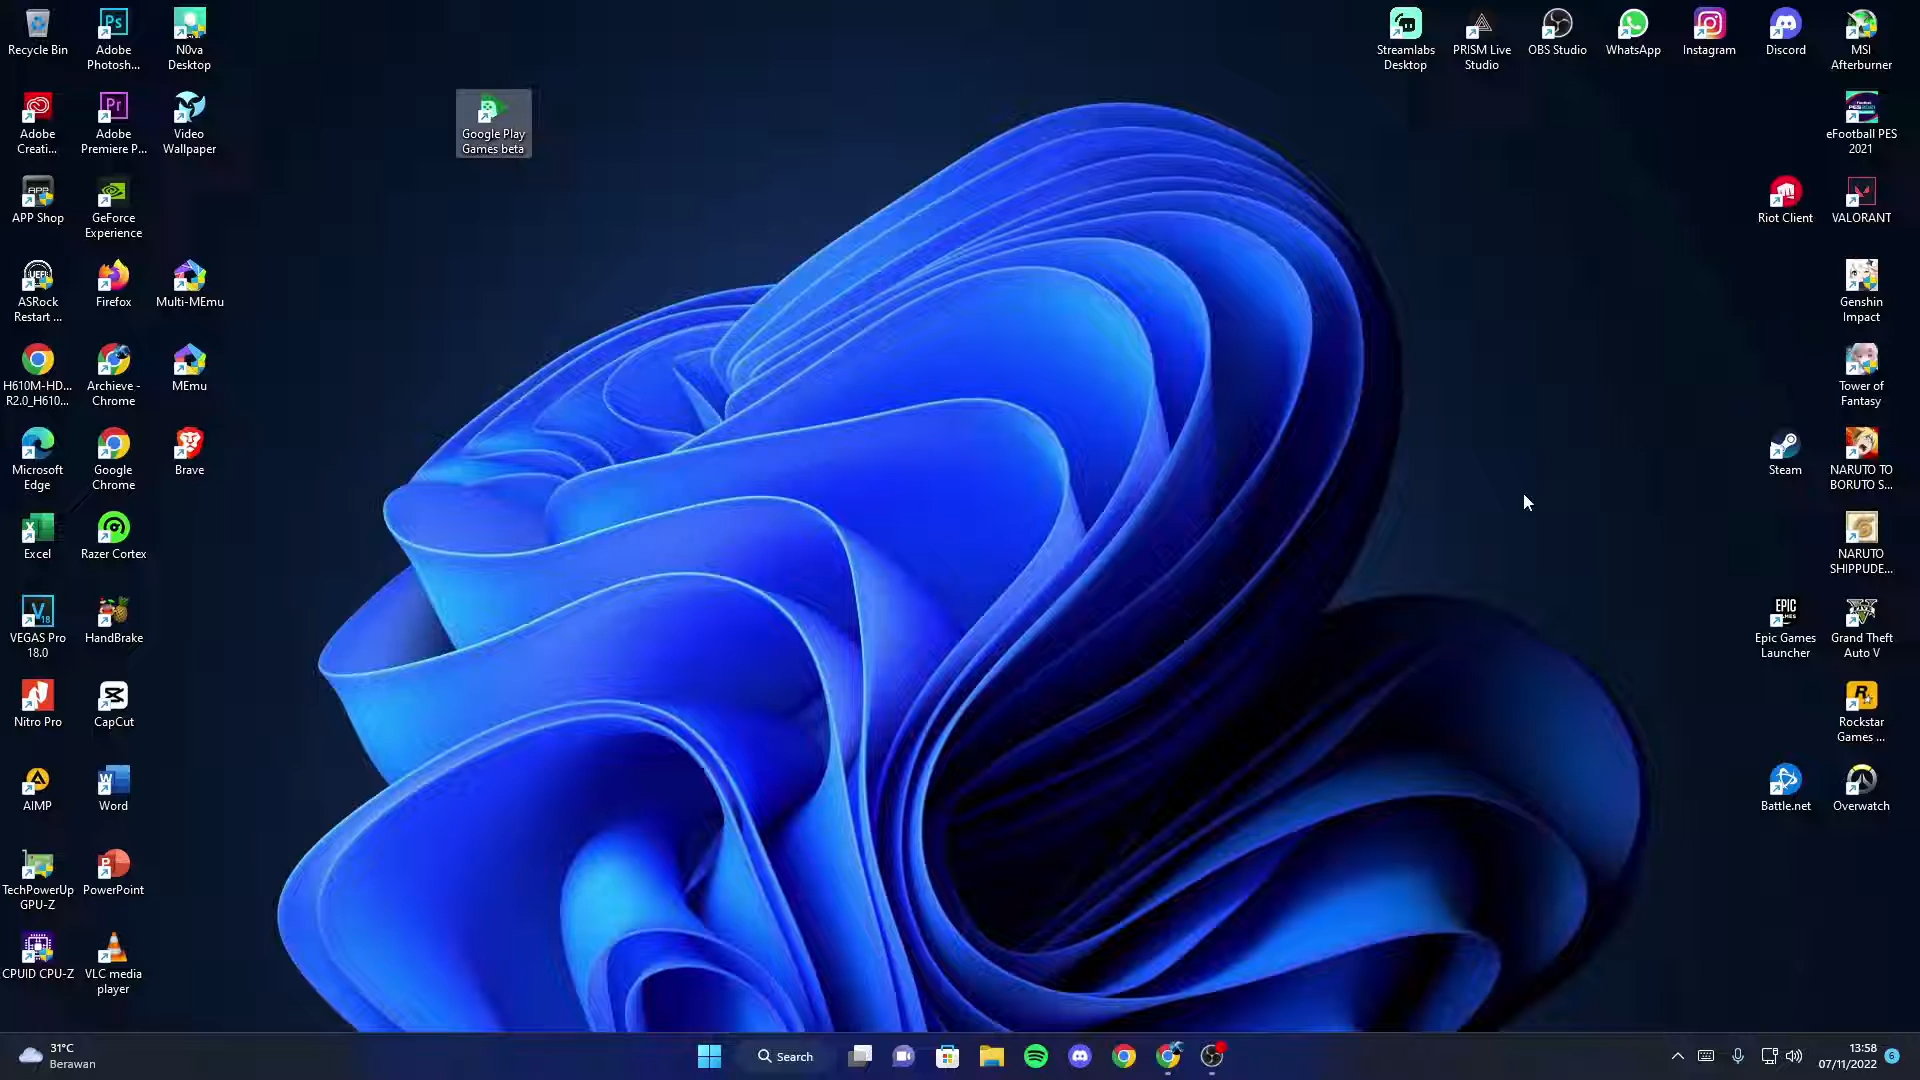 Recycle Bin
Adobe
Photosh...
N0va
Desktop
Adobe
Creati...
Adobe
Premiere P...
Video
Wallpaper
APP Shop
GeForce
Experience
ASRock
Restart ...
Firefox
Multi-MEmu
H610M-HD...
R2.0_H610...
Archieve -
Chrome
MEmu
Microsoft
Edge
Google
Chrome
Brave
Excel
Razer Cortex
VEGAS Pro
18.0
HandBrake
Nitro Pro
CapCut
AIMP
Word
TechPowerUp
GPU-Z
PowerPoint
CPUID CPU-Z
VLC media
player
Google Play
Games beta
Streamlabs
Desktop
PRISM Live
Studio
OBS Studio
WhatsApp
Instagram
Discord
MSI
Afterburner
eFootball PES
2021
Riot Client
VALORANT
Genshin
Impact
Tower of
Fantasy
Steam
NARUTO TO
BORUTO S...
NARUTO
SHIPPUDE...
Epic Games
Launcher
Grand Theft
Auto V
Rockstar
Games ...
Battle.net
Overwatch
31°C
Berawan
Search
13:58
07/11/2022
6